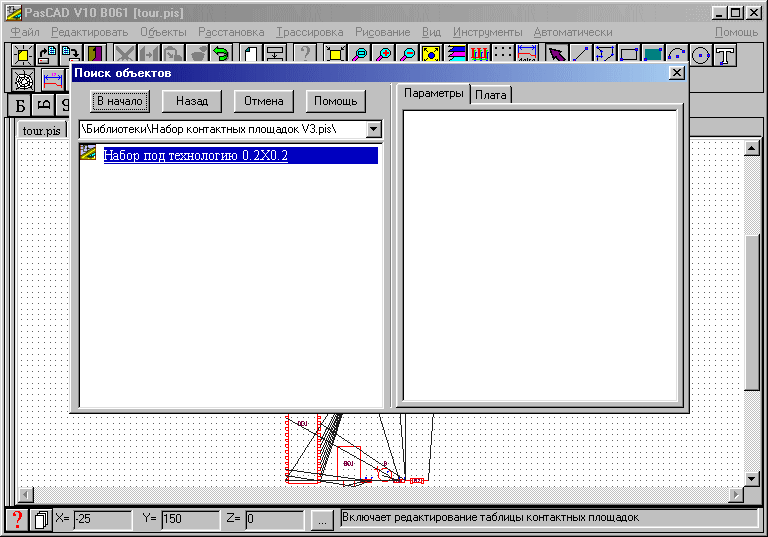 PasCAD V10 B061 [tour.pis]
Файл Редактировать Объекты Расстановка Трассировка Рисование Вид Инструменты Автоматически Помощь
Поиск объектов
В начало Назад Отмена Помощь
Параметры Плата
\Библиотеки\Набор контактных площадок V3.pis\
Набор под технологию 0.2X0.2
tour.pis
X= -25 Y= 150 Z= 0 ... Включает редактирование таблицы контактных площадок